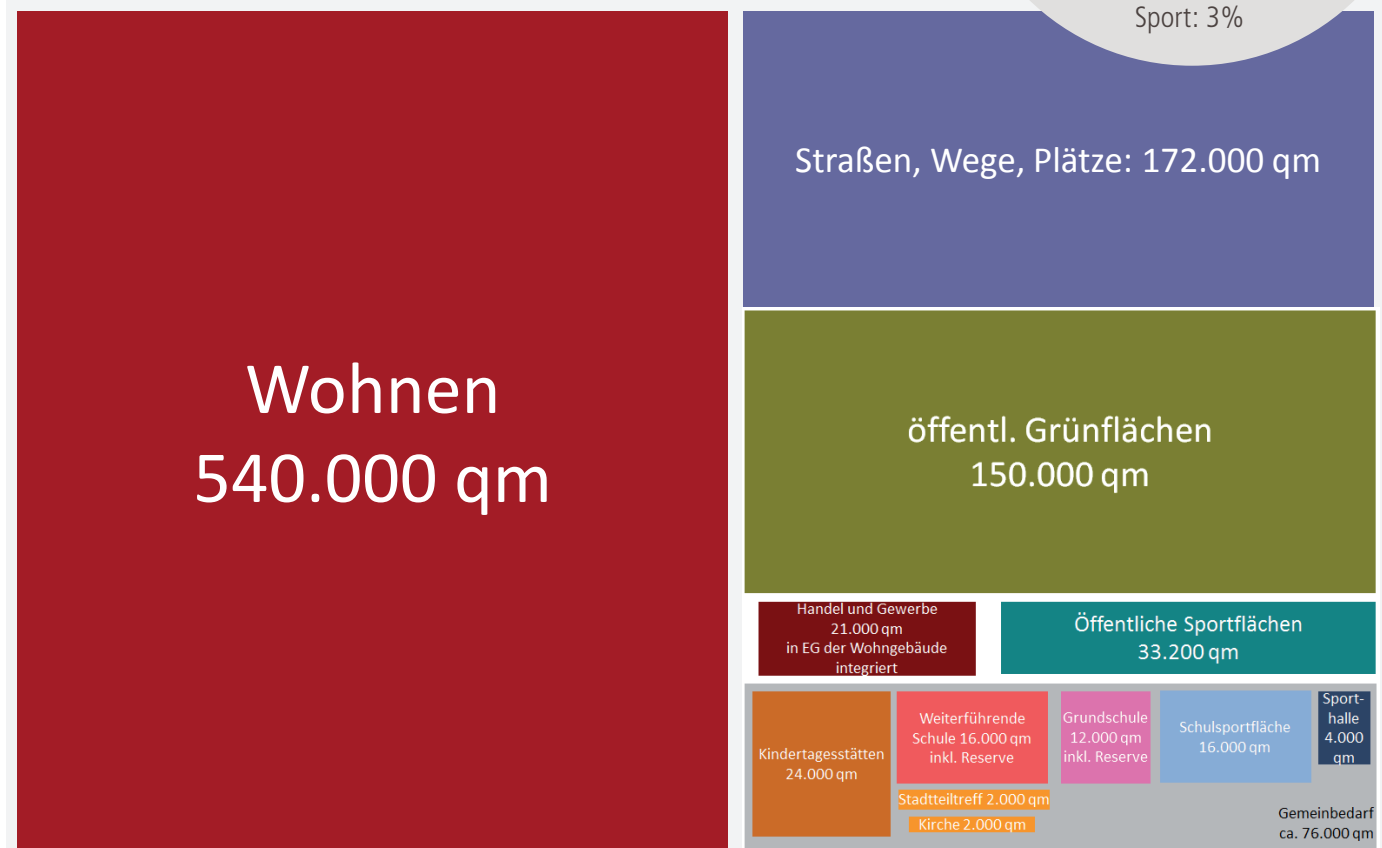 Sport: 3%
Wohnen
540.000 qm
Straßen, Wege, Plätze: 172.000 qm
öffentl. Grünflächen
150.000 qm
Handel und Gewerbe
21.000 qm
in EG der Wohngebäude
integriert
Öffentliche Sportflächen
33.200 qm
Kindertagesstätten
24.000 qm
Weiterführende
Schule 16.000 qm
inkl. Reserve
Grundschule
12.000 qm
inkl. Reserve
Schulsportfläche
16.000 qm
Sport-
halle
4.000
qm
Stadtteiltreff 2.000 qm
Kirche 2.000 qm
Gemeinbedarf
ca. 76.000 qm